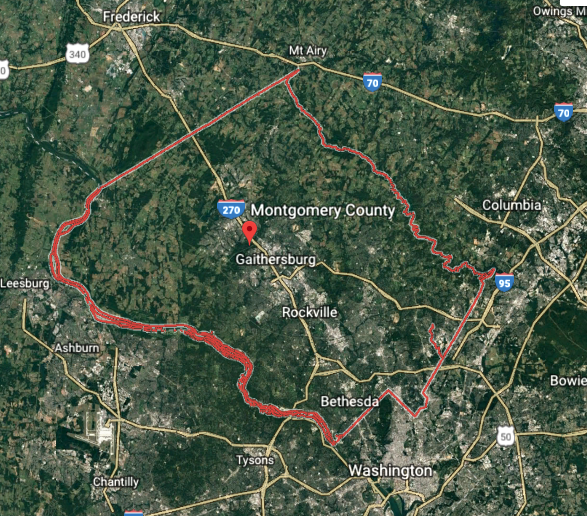 Frederick
Owings M
340
0
Mt Airy
70
70
270
Montgomery County
Columbia
Gaithersburg
Leesburg
95
Rockville
Ashburn
Bethesda
Bowie
50
Tysons
Washington
Chantilly